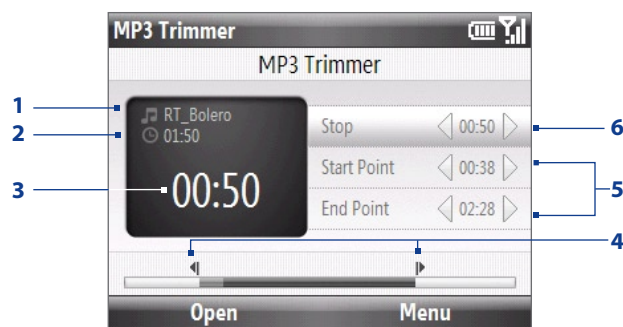 MP3 Trimmer
MP3 Trimmer
1
RT_Bolero
2
01:50
Stop
00:50
6
3
00:50
Start Point
00:38
5
End Point
02:28
4
Open
Menu